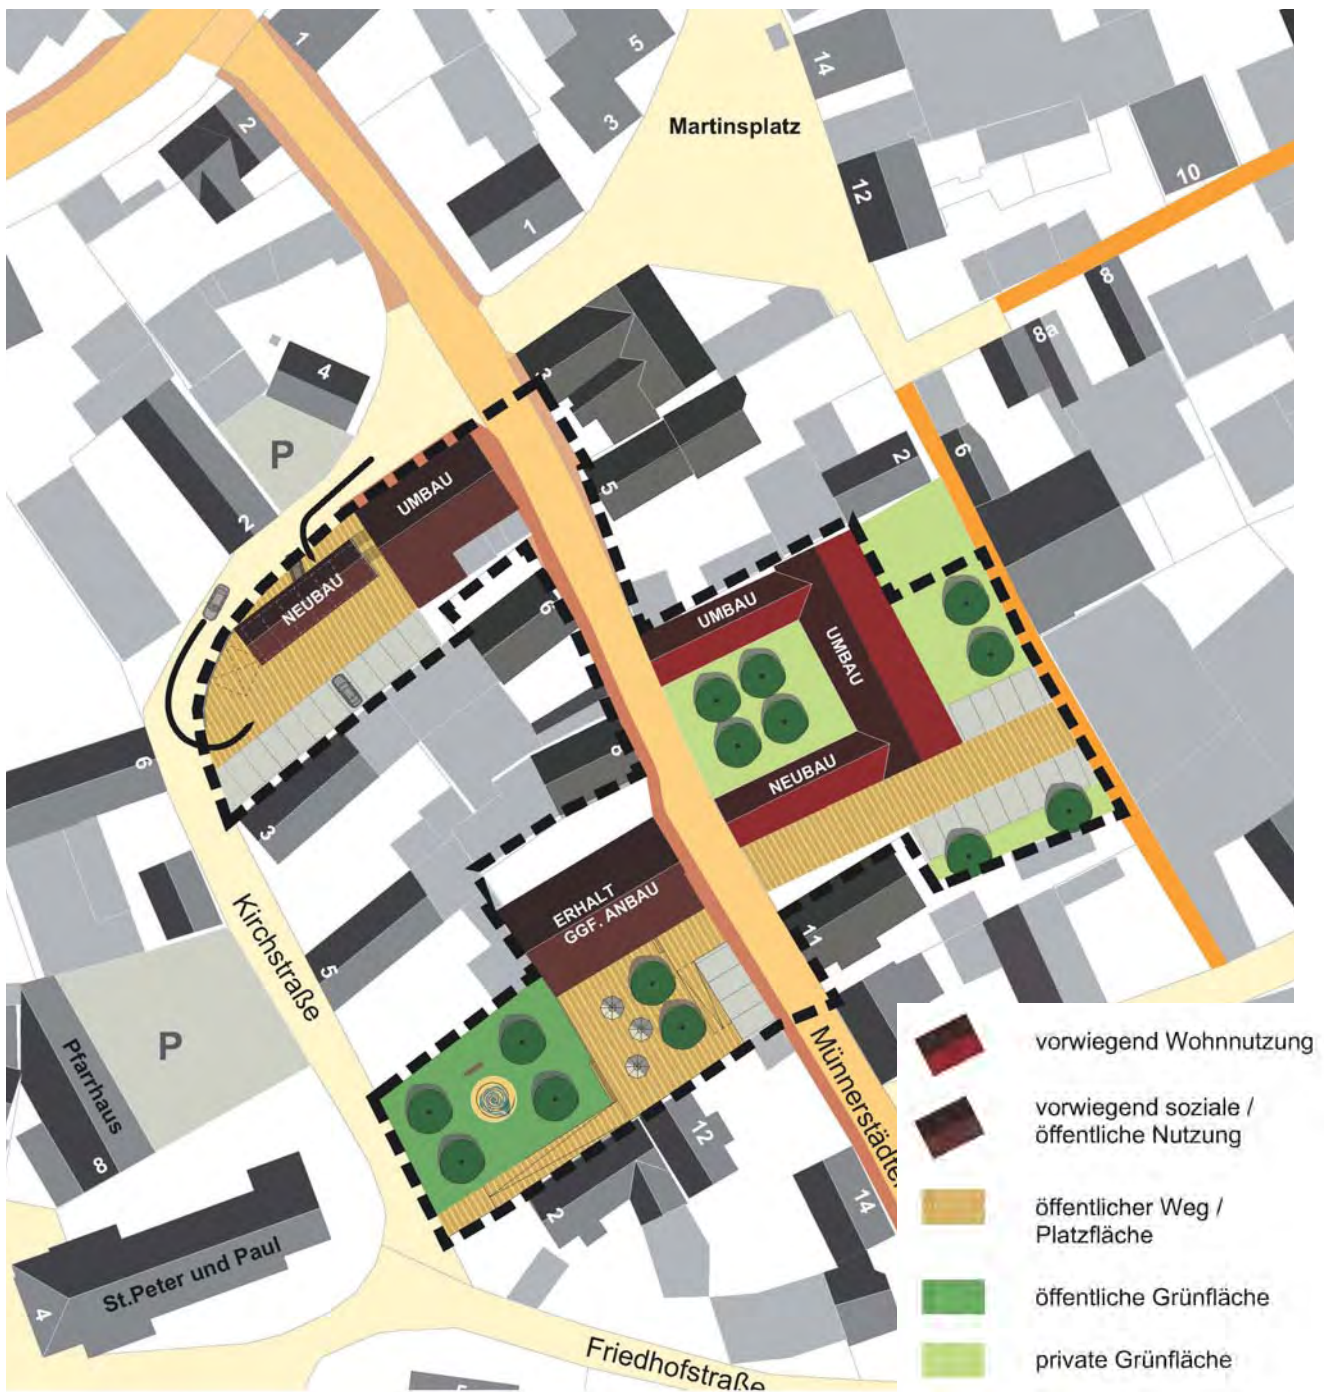 1
5
14
2
3
Martinsplatz
12
10
1
8
8a
4
3
P
2
6
5
UMBAU
2
NEUBAU
6
UMBAU
UMBAU
6
NEUBAU
3
ERHALT
GGF. ANBAU
11
Kirchstraße
5
P
Pfarrhaus
8
Münnerstädter
12
14
2
St.Peter und Paul
4
Friedhofstraße
vorwiegend Wohnnutzung
vorwiegend soziale /
öffentliche Nutzung
öffentlicher Weg /
Platzfläche
öffentliche Grünfläche
private Grünfläche